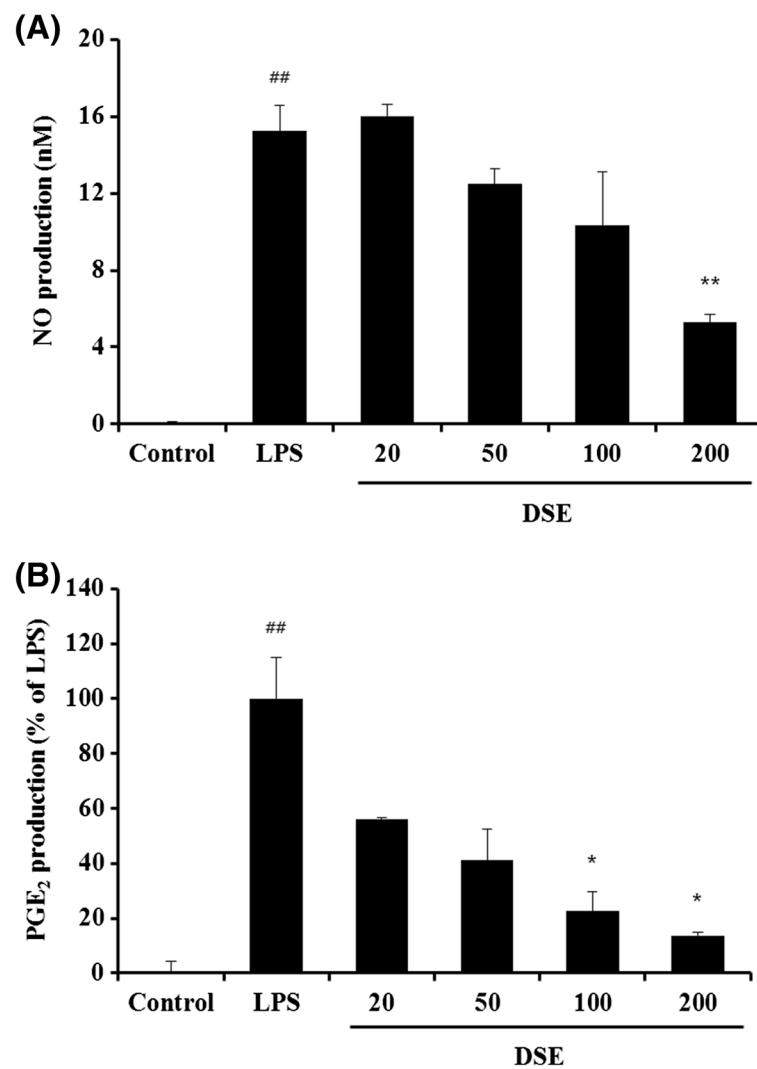 (A)
NO production (nM)
20
16
12
8
4
0
##
**
Control LPS 20 50 100 200
DSE
(B)
PGE₂ production (% of LPS)
140
120
100
80
60
40
20
0
##
*
*
Control LPS 20 50 100 200
DSE